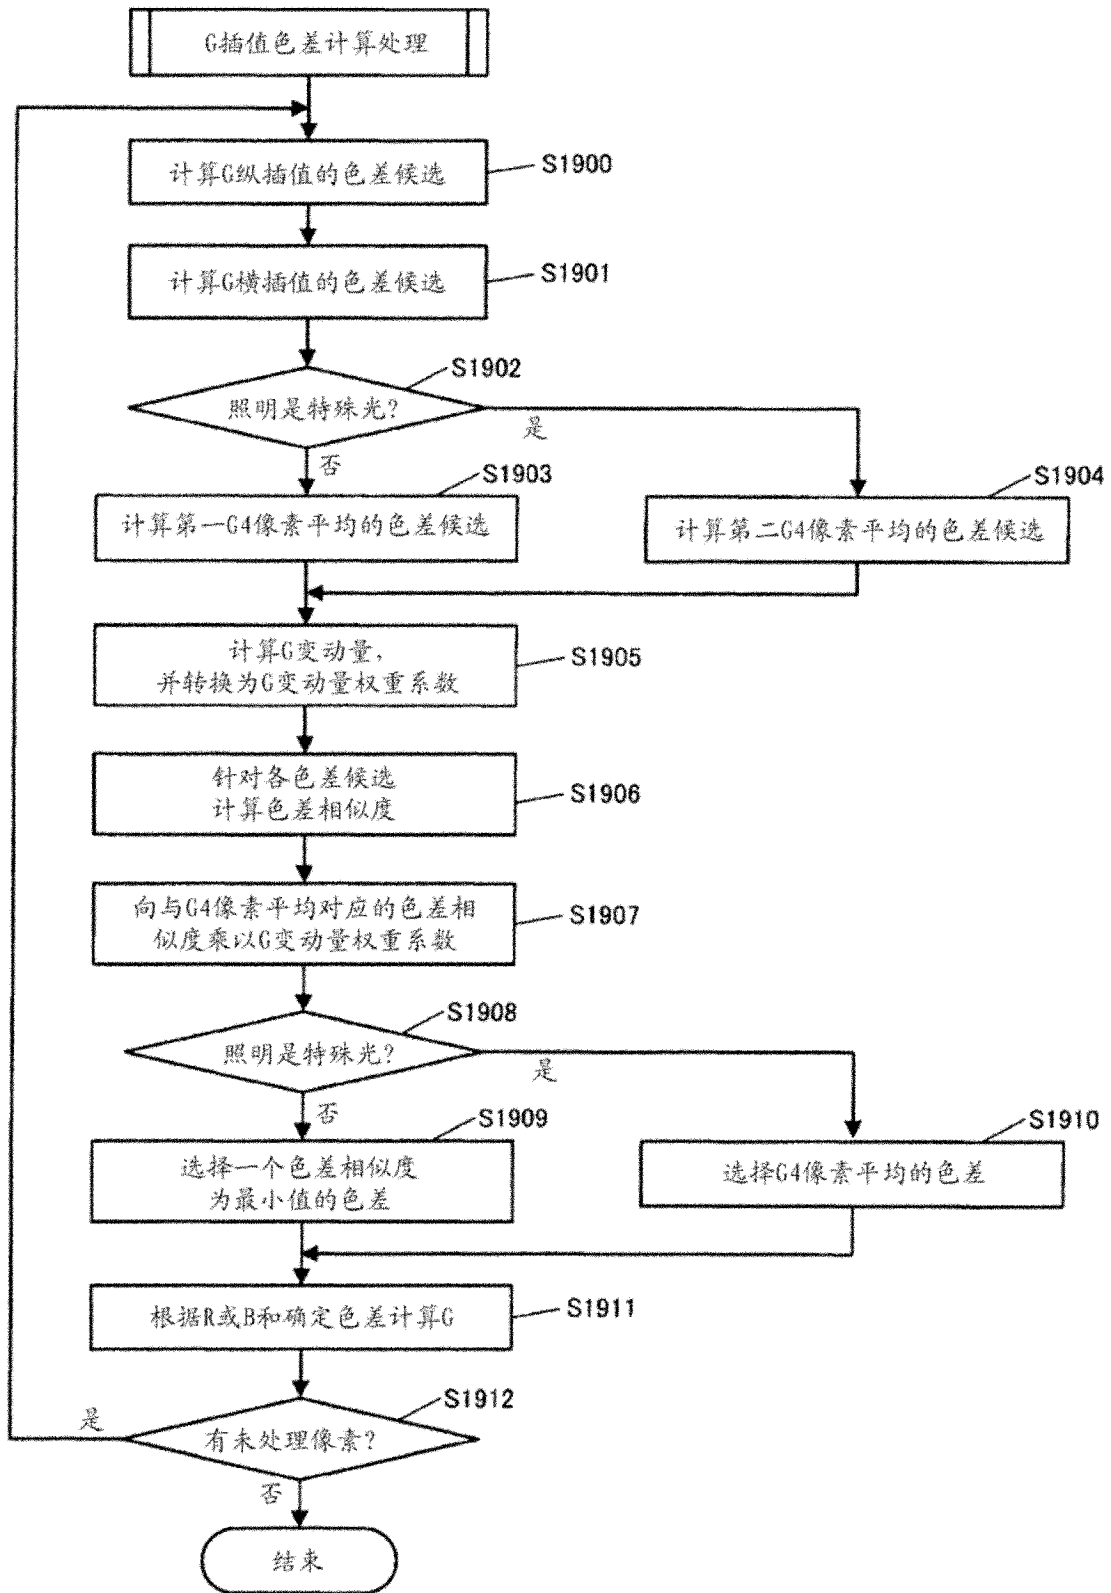 G插值色差计算处理
计算G纵插值的色差候选
S1900
计算G横插值的色差候选
S1901
S1902
照明是特殊光?
是
否
S1903
计算第一G4像素平均的色差候选
S1904
计算第二G4像素平均的色差候选
计算G变动量,
并转换为G变动量权重系数
S1905
针对各色差候选
计算色差相似度
S1906
向与G4像素平均对应的色差相
似度乘以G变动量权重系数
S1907
S1908
照明是特殊光?
是
否
S1909
选择一个色差相似度
为最小值的色差
S1910
选择G4像素平均的色差
根据R或B和确定色差计算G
S1911
S1912
是
有未处理像素?
否
结束